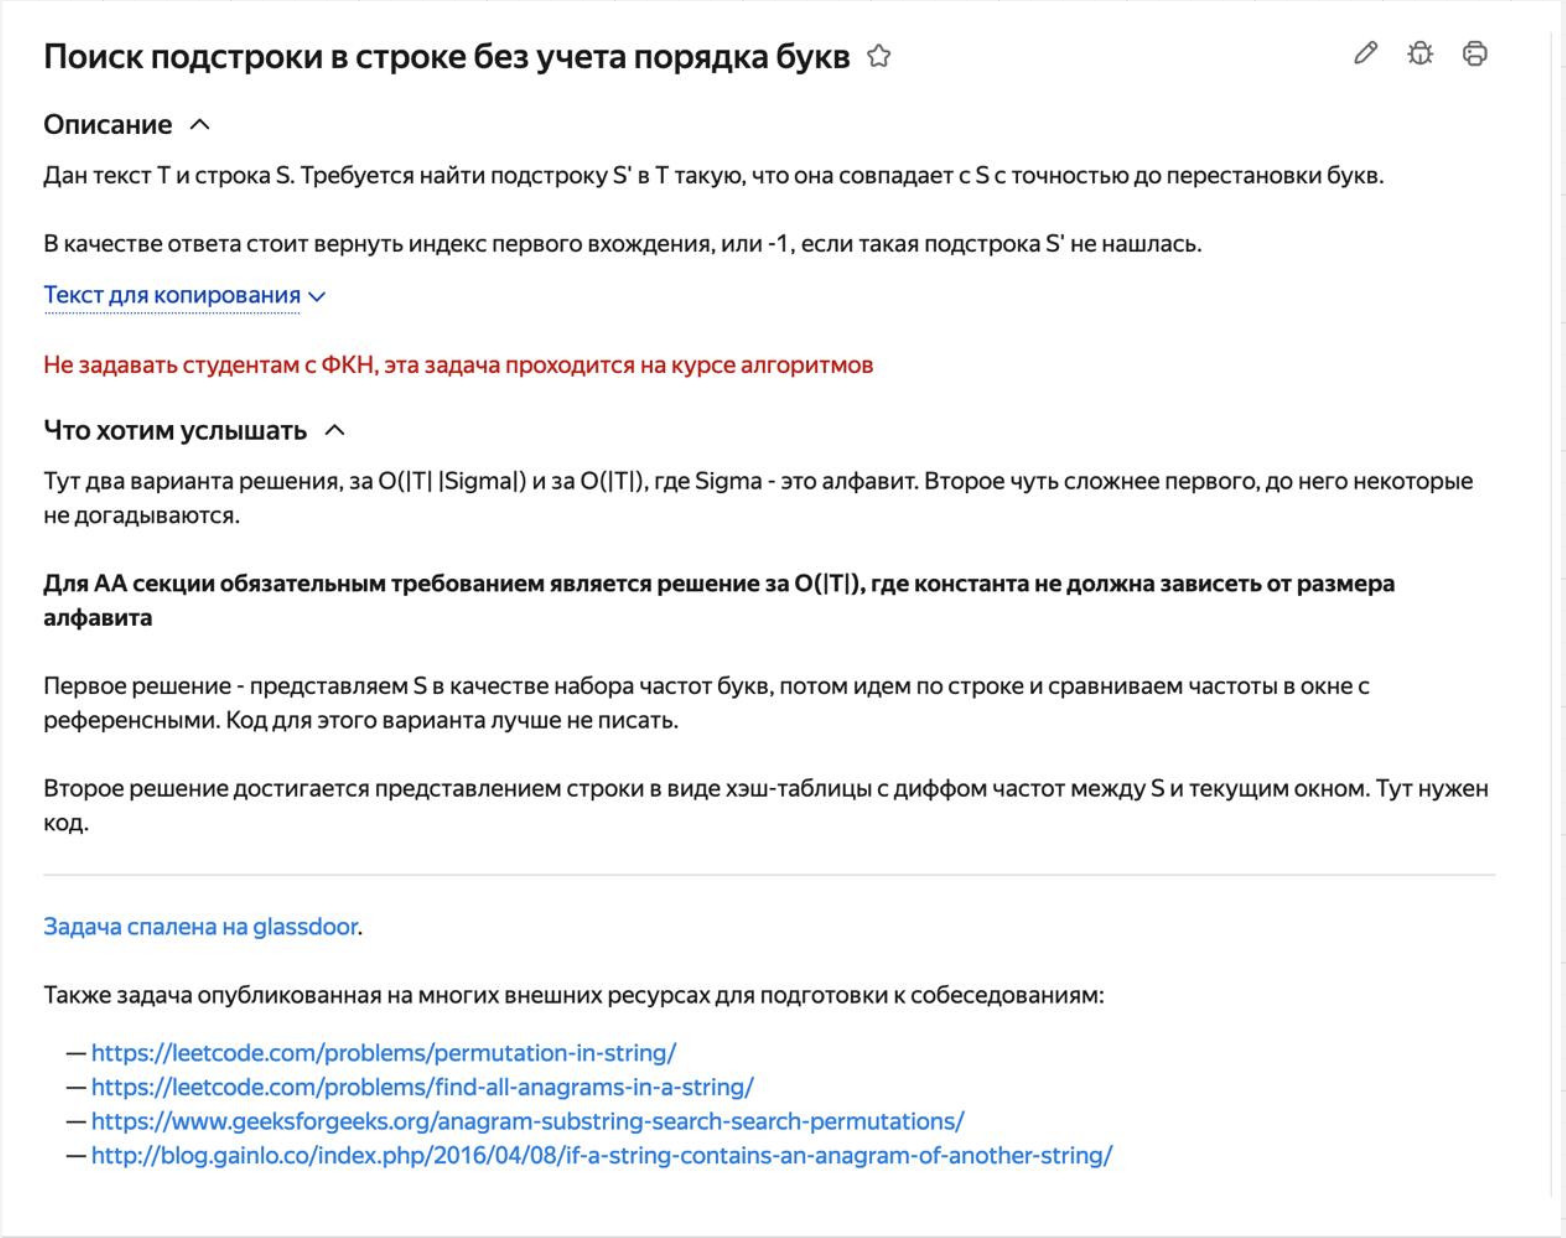 Поиск подстроки в строке без учета порядка букв
Описание
Дан текст T и строка S. Требуется найти подстроку S' в T такую, что она совпадает с S с точностью до перестановки букв.
В качестве ответа стоит вернуть индекс первого вхождения, или -1, если такая подстрока S' не нашлась.
Текст для копирования
Не задавать студентам с ФКН, эта задача проходится на курсе алгоритмов
Что хотим услышать
Тут два варианта решения, за O(|T| |Sigma|) и за O(|T|), где Sigma - это алфавит. Второе чуть сложнее первого, до него некоторые
не догадываются.
Для АА секции обязательным требованием является решение за O(|T|), где константа не должна зависеть от размера
алфавита
Первое решение - представляем S в качестве набора частот букв, потом идем по строке и сравниваем частоты в окне с
референсными. Код для этого варианта лучше не писать.
Второе решение достигается представлением строки в виде хэш-таблицы с диффом частот между S и текущим окном. Тут нужен
код.
Задача спалена на glassdoor.
Также задача опубликованная на многих внешних ресурсах для подготовки к собеседованиям:
— https://leetcode.com/problems/permutation-in-string/
— https://leetcode.com/problems/find-all-anagrams-in-a-string/
— https://www.geeksforgeeks.org/anagram-substring-search-search-permutations/
— http://blog.gainlo.co/index.php/2016/04/08/if-a-string-contains-an-anagram-of-another-string/